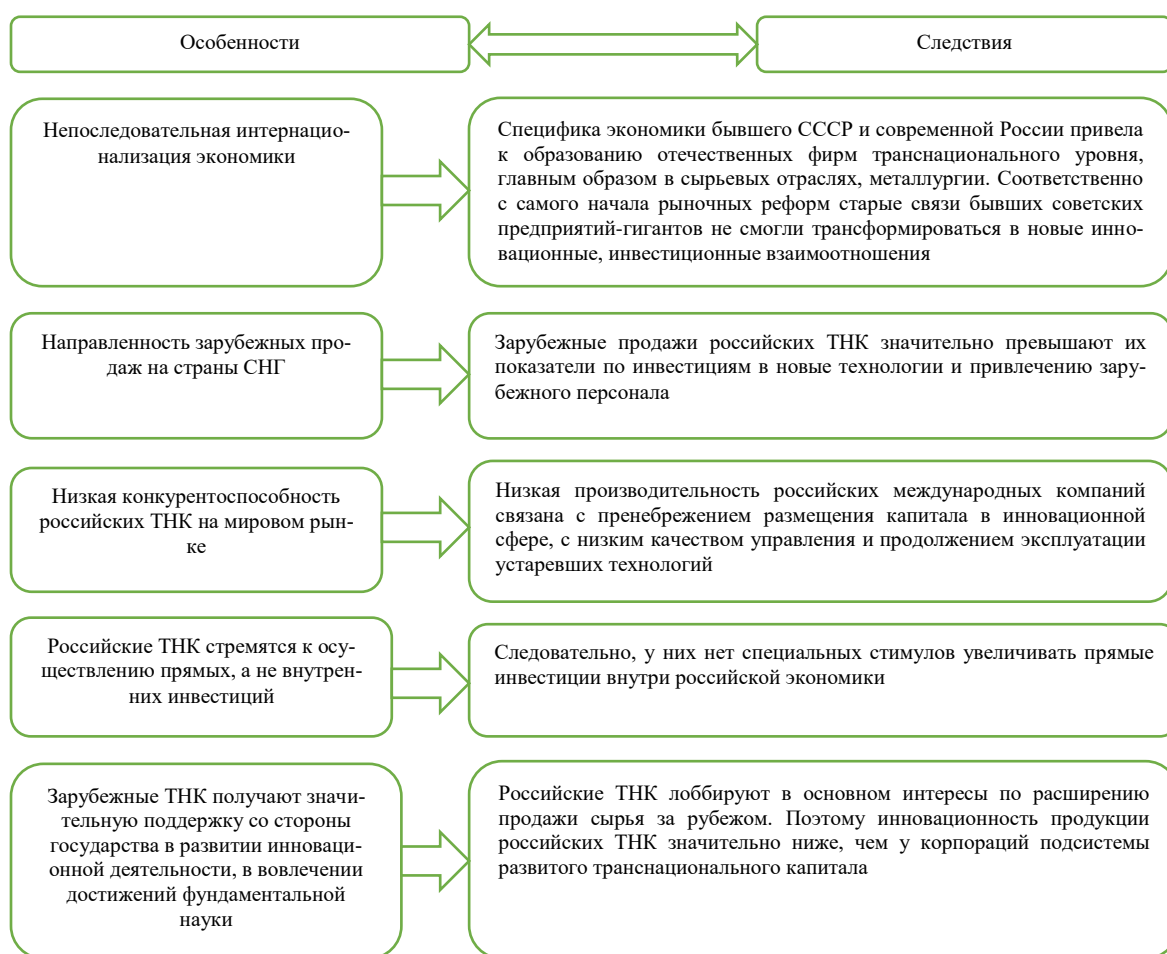 Особенности
Следствия
Непоследовательная интернацио-
нализация экономики
Специфика экономики бывшего СССР и современной России привела
к образованию отечественных фирм транснационального уровня,
главным образом в сырьевых отраслях, металлургии. Соответственно
с самого начала рыночных реформ старые связи бывших советских
предприятий-гигантов не смогли трансформироваться в новые инно-
вационные, инвестиционные взаимоотношения
Направленность зарубежных про-
даж на страны СНГ
Зарубежные продажи российских ТНК значительно превышают их
показатели по инвестициям в новые технологии и привлечению зару-
бежного персонала
Низкая конкурентоспособность
российских ТНК на мировом рын-
ке
Низкая производительность российских международных компаний
связана с пренебрежением размещения капитала в инновационной
сфере, с низким качеством управления и продолжением эксплуатации
устаревших технологий
Российские ТНК стремятся к осу-
ществлению прямых, а не внутрен-
них инвестиций
Следовательно, у них нет специальных стимулов увеличивать прямые
инвестиции внутри российской экономики
Зарубежные ТНК получают значи-
тельную поддержку со стороны
государства в развитии инноваци-
онной деятельности, в вовлечении
достижений фундаментальной
науки
Российские ТНК лоббируют в основном интересы по расширению
продажи сырья за рубежом. Поэтому инновационность продукции
российских ТНК значительно ниже, чем у корпораций подсистемы
развитого транснационального капитала